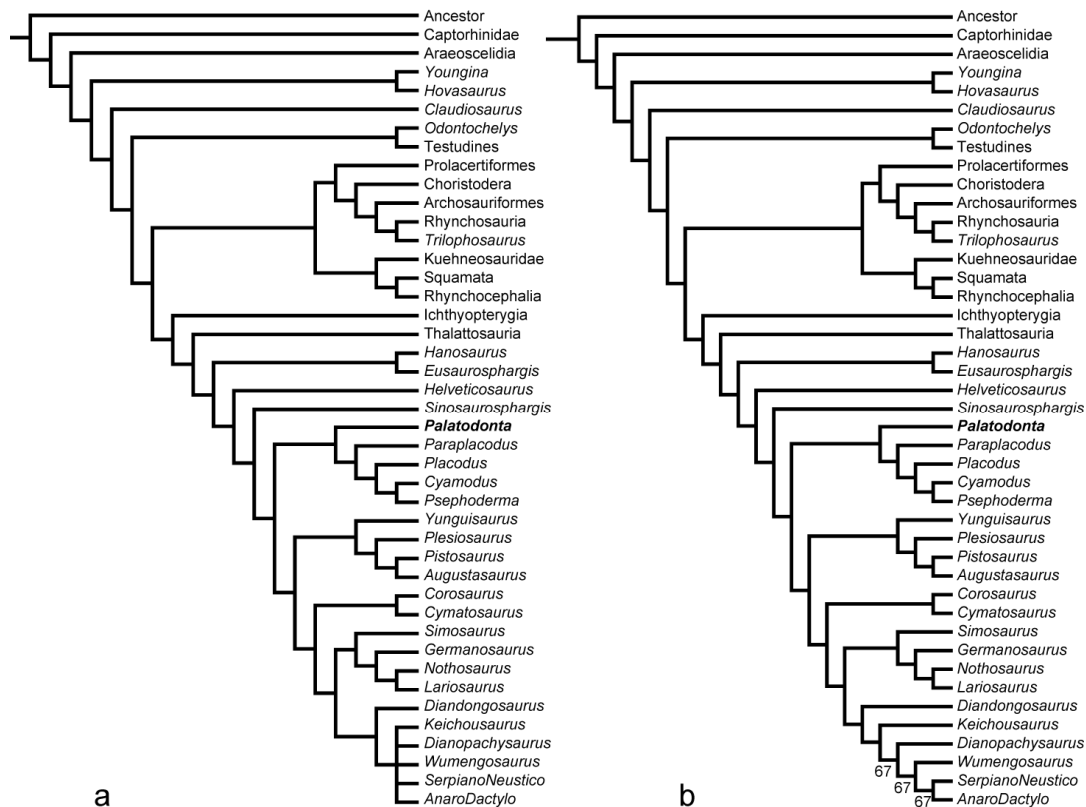 Ancestor
Captorhinidae
Araeoscelidia
Youngina
Hovasaurus
Claudiosaurus
Odontochelys
Testudines
Prolacertiformes
Choristodera
Archosauriformes
Rhynchosauria
Trilophosaurus
Kuehneosauridae
Squamata
Rhynchocephalia
Ichthyopterygia
Thalattosauria
Hanosaurus
Eusaurosphargis
Helveticosaurus
Sinosaurosphargis
Palatodonta
Paraplacodus
Placodus
Cyamodus
Psephoderma
Yunguisaurus
Plesiosaurus
Pistosaurus
Augustasaurus
Corosaurus
Cymatosaurus
Simosaurus
Germanosaurus
Nothosaurus
Lariosaurus
Diandongosaurus
Keichousaurus
Dianopachysaurus
Wumengosaurus
SerpianoNeustico
AnaroDactylo
a
Ancestor
Captorhinidae
Araeoscelidia
Youngina
Hovasaurus
Claudiosaurus
Odontochelys
Testudines
Prolacertiformes
Choristodera
Archosauriformes
Rhynchosauria
Trilophosaurus
Kuehneosauridae
Squamata
Rhynchocephalia
Ichthyopterygia
Thalattosauria
Hanosaurus
Eusaurosphargis
Helveticosaurus
Sinosaurosphargis
Palatodonta
Paraplacodus
Placodus
Cyamodus
Psephoderma
Yunguisaurus
Plesiosaurus
Pistosaurus
Augustasaurus
Corosaurus
Cymatosaurus
Simosaurus
Germanosaurus
Nothosaurus
Lariosaurus
Diandongosaurus
Keichousaurus
Dianopachysaurus
Wumengosaurus
SerpianoNeustico
AnaroDactylo
67
67
67
b